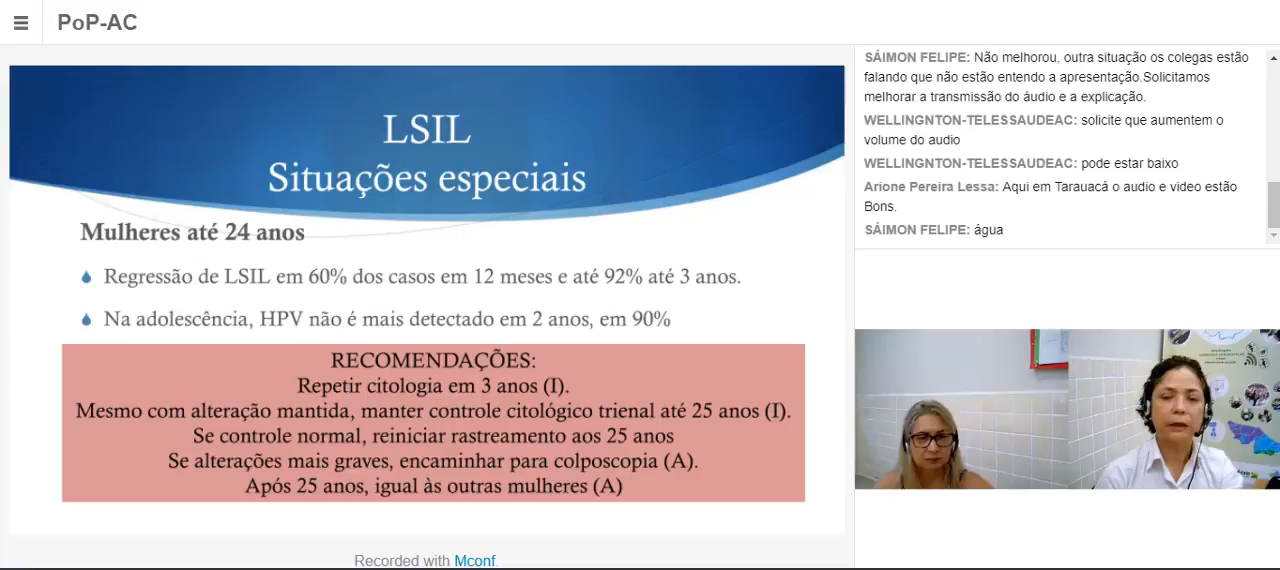 PoP-AC
LSIL
Situações especiais
Mulheres até 24 anos
Regressão de LSIL em 60% dos casos em 12 meses e até 92% até 3 anos.
Na adolescência, HPV não é mais detectado em 2 anos, em 90%
RECOMENDAÇÕES:
Repetir citologia em 3 anos (I).
Mesmo com alteração mantida, manter controle citológico trienal até 25 anos (I).
Se controle normal, reiniciar rastreamento aos 25 anos
Se alterações mais graves, encaminhar para colposcopia (A).
Após 25 anos, igual às outras mulheres (A)
Recorded with Mconf.
SÁIMON FELIPE: Não melhorou, outra situação os colegas estão
falando que não estão entendo a apresentação.Solicitamos
melhorar a transmissão do áudio e a explicação.
WELLINGNTON-TELESSAUDEAC: solicite que aumentem o
volume do audio
WELLINGNTON-TELESSAUDEAC: pode estar baixo
Arione Pereira Lessa: Aqui em Tarauacá o audio e video estão
Bons.
SÁIMON FELIPE: água